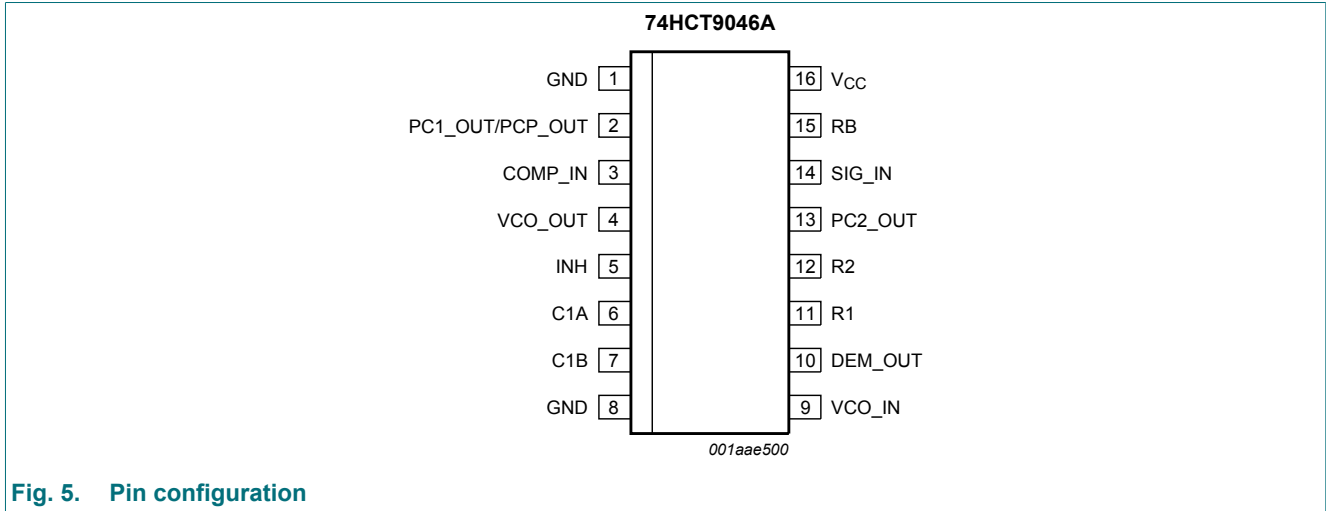 74HCT9046A
GND 1 16 VCC
PC1_OUT/PCP_OUT 2 15 RB
COMP_IN 3 14 SIG_IN
VCO_OUT 4 13 PC2_OUT
INH 5 12 R2
C1A 6 11 R1
C1B 7 10 DEM_OUT
GND 8 9 VCO_IN
001aae500
Fig. 5. Pin configuration